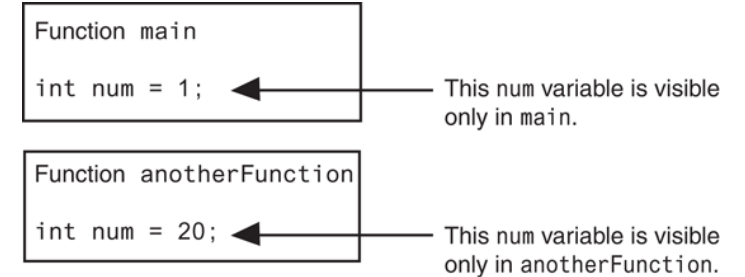 Function main
int num = 1;
This num variable is visible
only in main.
Function anotherFunction
int num = 20;
This num variable is visible
only in anotherFunction.